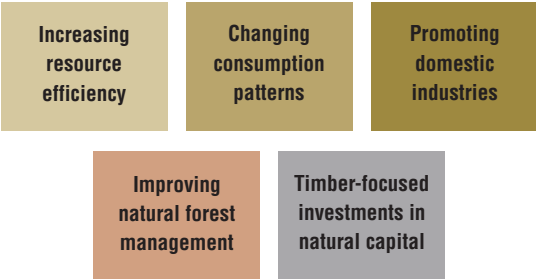 Increasing
resource
efficiency
Changing
consumption
patterns
Promoting
domestic
industries
Improving
natural forest
management
Timber-focused
investments in
natural capital